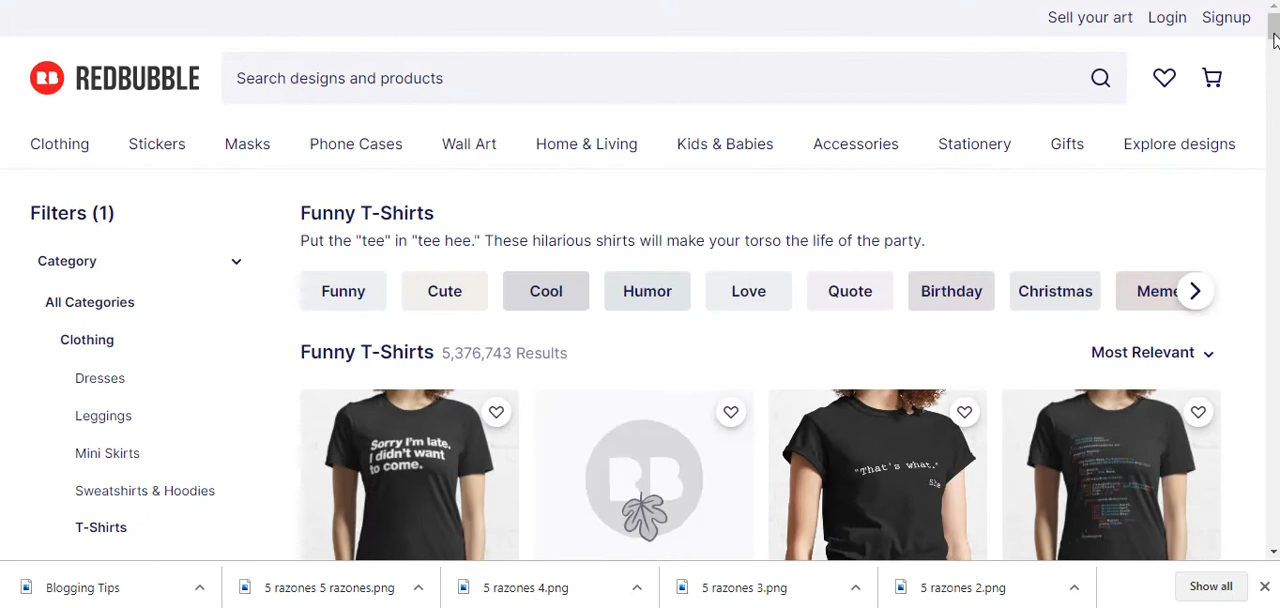 Sell your art Login Signup
RB REDBUBBLE Search designs and products
Clothing Stickers Masks Phone Cases Wall Art Home & Living Kids & Babies Accessories Stationery Gifts Explore designs
Filters (1)
Category
All Categories
Clothing
Dresses
Leggings
Mini Skirts
Sweatshirts & Hoodies
T-Shirts
Funny T-Shirts
Put the "tee" in "tee hee." These hilarious shirts will make your torso the life of the party.
Funny Cute Cool Humor Love Quote Birthday Christmas Meme
Funny T-Shirts 5,376,743 Results Most Relevant
Sorry I'm late.
I didn't want
to come.
RB
"That's what."
She
Blogging Tips 5 razones 5 razones.png 5 razones 4.png 5 razones 3.png 5 razones 2.png Show all